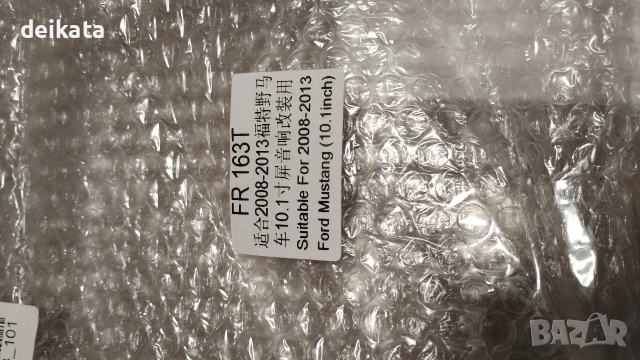 deikata
FR 163T
适合2008-2013福特野马
车10.1寸屏音响改装用
Suitable For 2008-2013
Ford Mustang (10.1inch)
_101
BAZAR